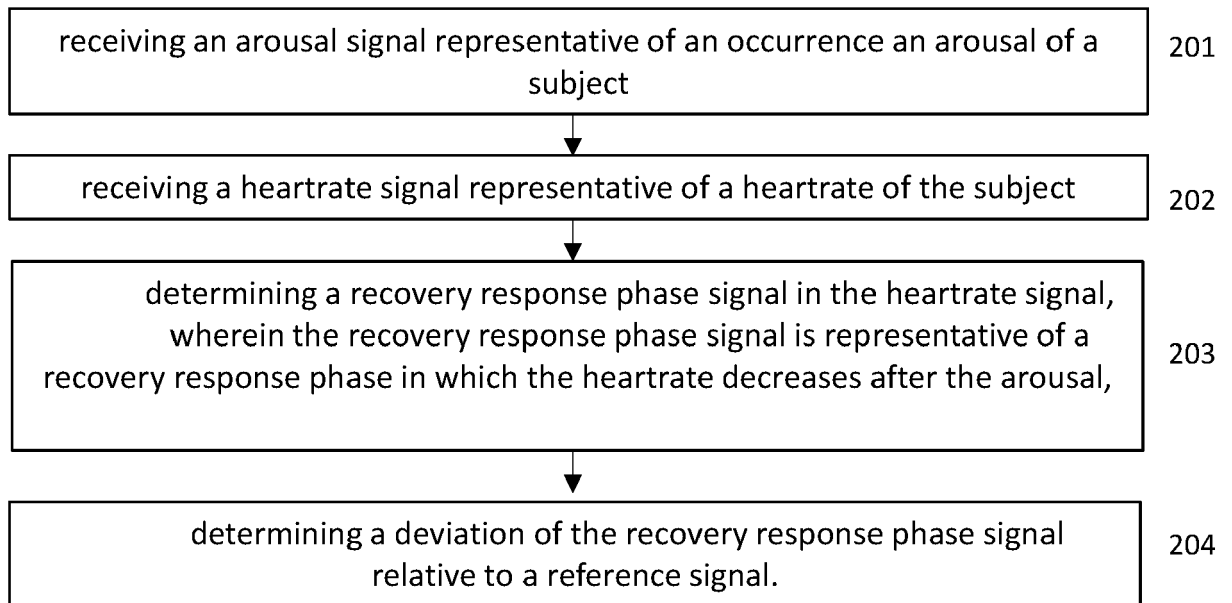 receiving an arousal signal representative of an occurrence an arousal of a
subject
201
receiving a heartrate signal representative of a heartrate of the subject
202
determining a recovery response phase signal in the heartrate signal,
wherein the recovery response phase signal is representative of a
recovery response phase in which the heartrate decreases after the arousal,
203
determining a deviation of the recovery response phase signal
relative to a reference signal.
204